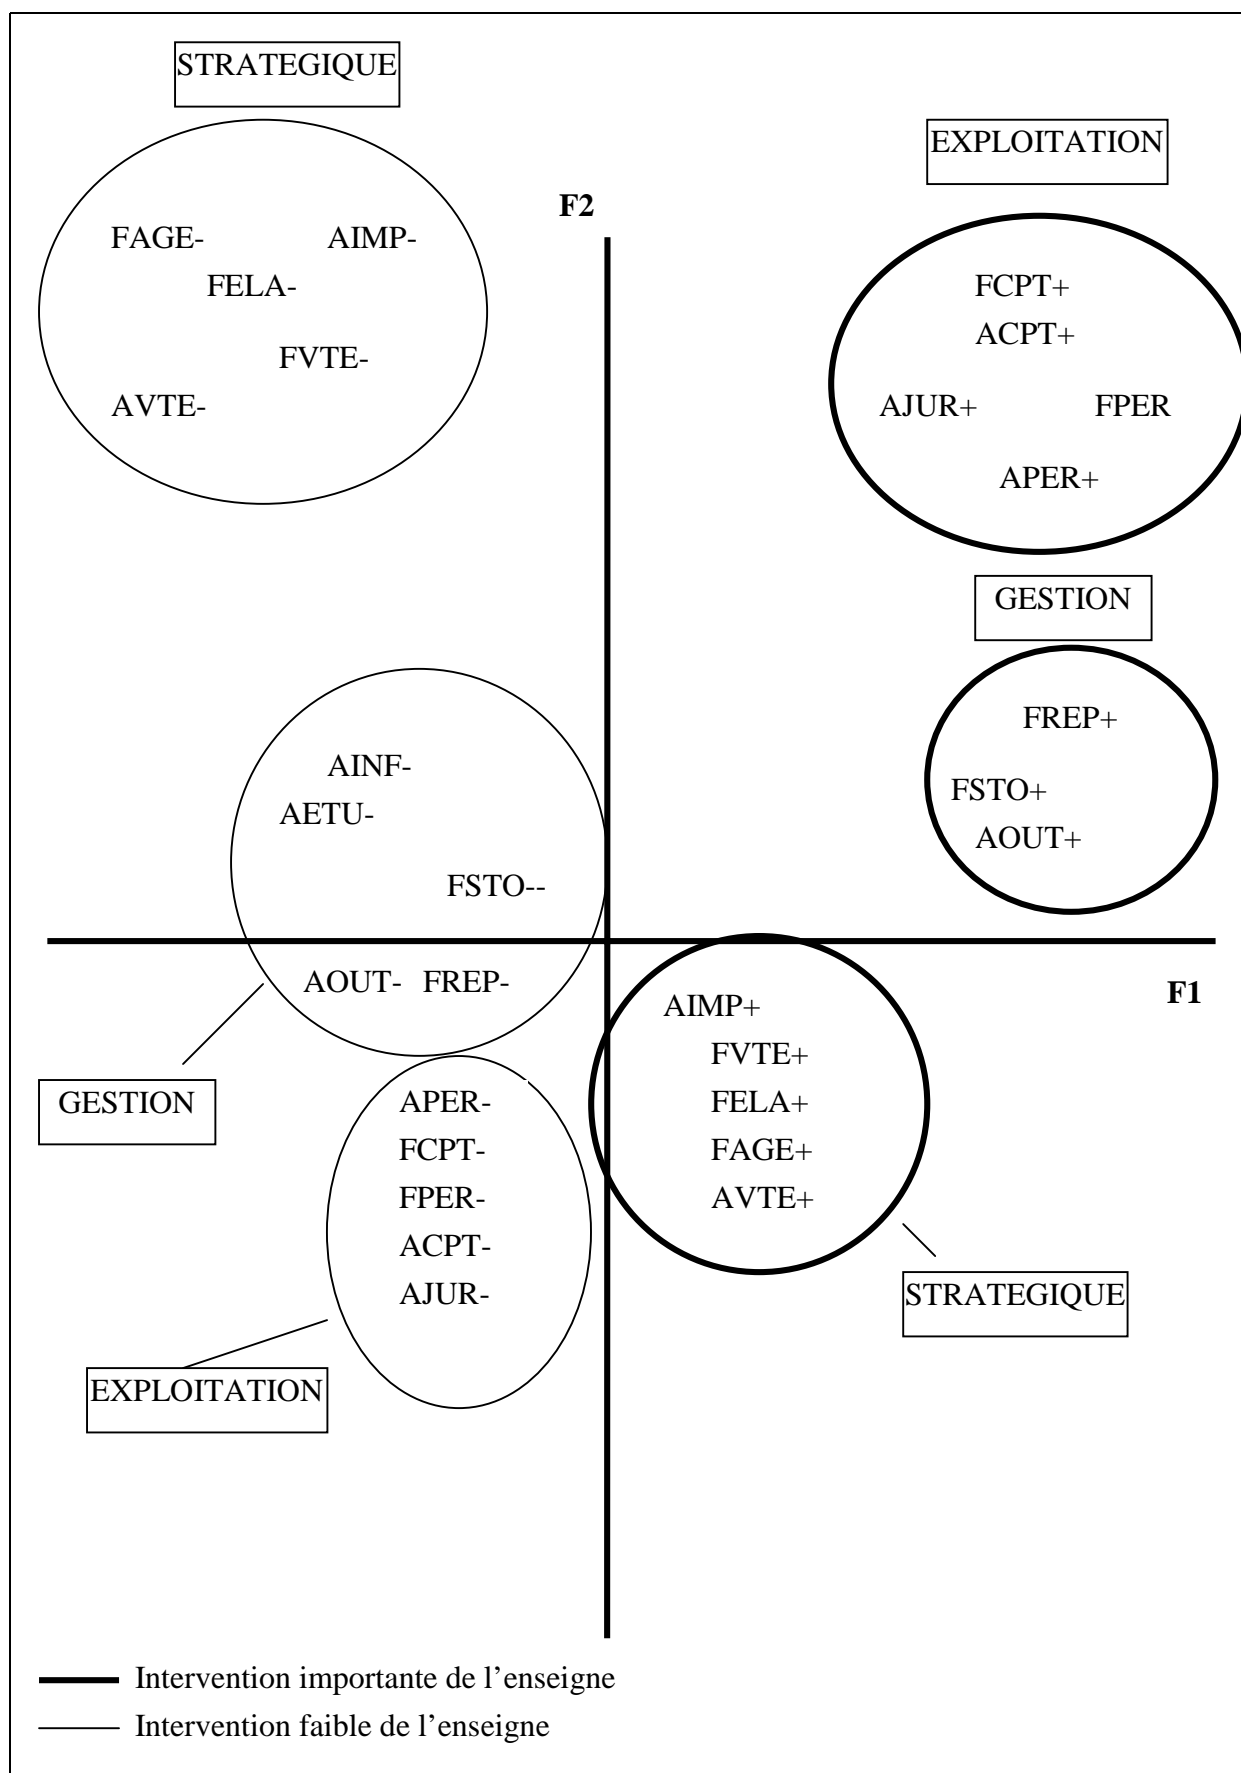 STRATEGIQUE
EXPLOITATION
F2
FAGE- AIMP-
FELA-
FVTE-
AVTE-
FCPT+
ACPT+
AJUR+ FPER
APER+
GESTION
FREP+
FSTO+
AOUT+
AINF-
AETU-
FSTO--
AOUT- FREP-
F1
AIMP+
FVTE+
FELA+
FAGE+
AVTE+
GESTION
APER-
FCPT-
FPER-
ACPT-
AJUR-
STRATEGIQUE
EXPLOITATION
Intervention importante de l’enseigne
Intervention faible de l’enseigne